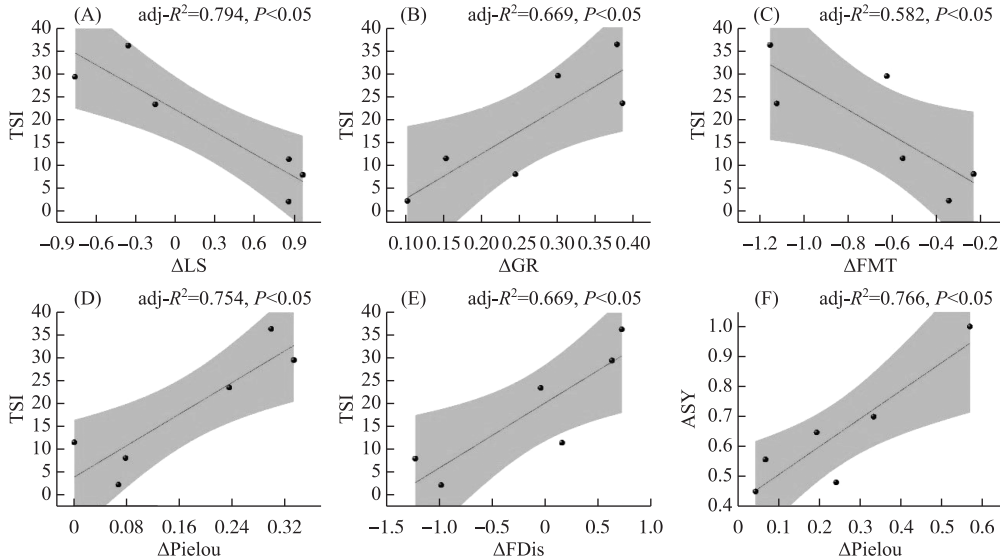 (A) adj-R²=0.794, P<0.05
40
35
30
25
20
15
10
5
0
TSI
−0.9 −0.6 −0.3 0 0.3 0.6 0.9
ΔLS
(B) adj-R²=0.669, P<0.05
40
35
30
25
20
15
10
5
0
TSI
0.10 0.15 0.20 0.25 0.30 0.35 0.40
ΔGR
(C) adj-R²=0.582, P<0.05
40
35
30
25
20
15
10
5
0
TSI
−1.2 −1.0 −0.8 −0.6 −0.4 −0.2
ΔFMT
(D) adj-R²=0.754, P<0.05
40
35
30
25
20
15
10
5
0
TSI
0 0.08 0.16 0.24 0.32
ΔPielou
(E) adj-R²=0.669, P<0.05
40
35
30
25
20
15
10
5
0
TSI
−1.5 −1.0 −0.5 0 0.5 1.0
ΔFDis
(F) adj-R²=0.766, P<0.05
1.0
0.9
0.8
0.7
0.6
0.5
0.4
ASY
0 0.1 0.2 0.3 0.4 0.5 0.6
ΔPielou